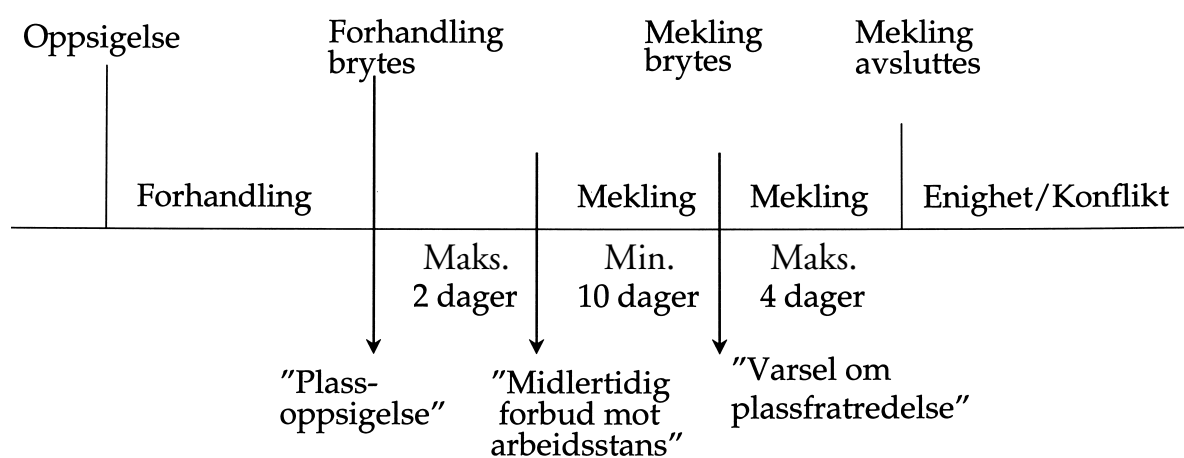 Oppsigelse
Forhandling
brytes
Mekling
brytes
Mekling
avsluttes
Forhandling
Mekling
Mekling
Enighet/Konflikt
Maks.
2 dager
Min.
10 dager
Maks.
4 dager
”Plass-
oppsigelse”
”Midlertidig
forbud mot
arbeidsstans”
”Varsel om
plassfratredelse”